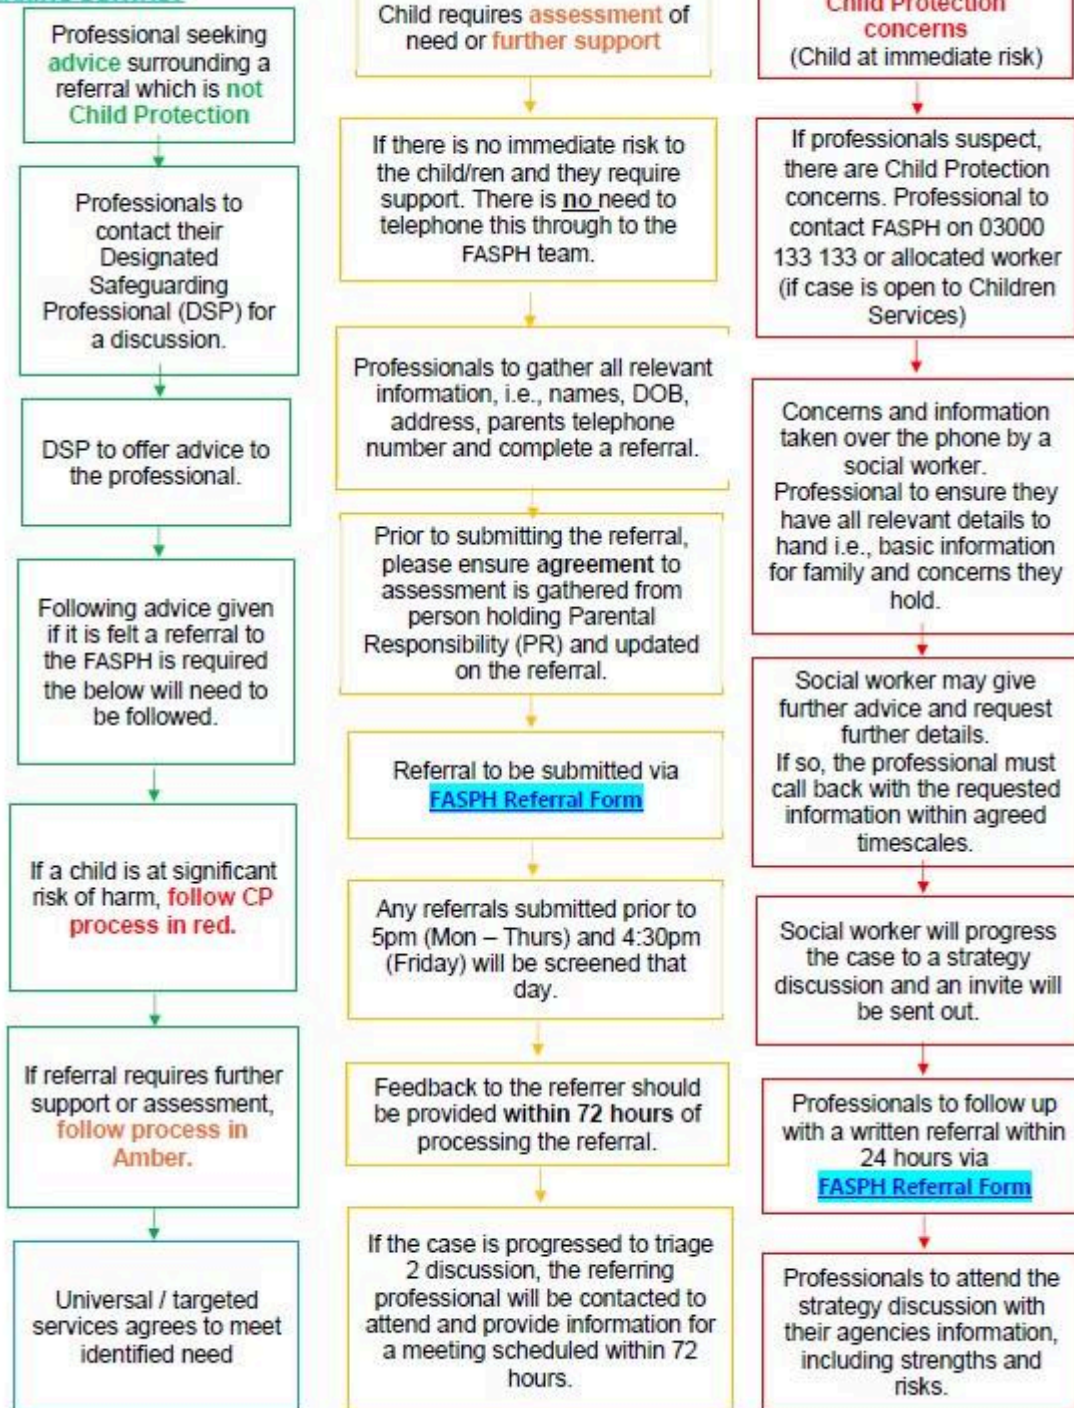 Professional seeking
advice surrounding a
referral which is not
Child Protection
Professionals to
contact their
Designated
Safeguarding
Professional (DSP) for
a discussion.
DSP to offer advice to
the professional.
Following advice given
if it is felt a referral to
the FASPH is required
the below will need to
be followed.
If a child is at significant
risk of harm, follow CP
process in red.
If referral requires further
support or assessment,
follow process in
Amber.
Universal / targeted
services agrees to meet
identified need
Child requires assessment of
need or further support
If there is no immediate risk to
the child/ren and they require
support. There is no need to
telephone this through to the
FASPH team.
Professionals to gather all relevant
information, i.e., names, DOB,
address, parents telephone
number and complete a referral.
Prior to submitting the referral,
please ensure agreement to
assessment is gathered from
person holding Parental
Responsibility (PR) and updated
on the referral.
Referral to be submitted via
FASPH Referral Form
Any referrals submitted prior to
5pm (Mon – Thurs) and 4:30pm
(Friday) will be screened that
day.
Feedback to the referrer should
be provided within 72 hours of
processing the referral.
If the case is progressed to triage
2 discussion, the referring
professional will be contacted to
attend and provide information for
a meeting scheduled within 72
hours.
Child Protection
concerns
(Child at immediate risk)
If professionals suspect,
there are Child Protection
concerns. Professional to
contact FASPH on 03000
133 133 or allocated worker
(if case is open to Children
Services)
Concerns and information
taken over the phone by a
social worker.
Professional to ensure they
have all relevant details to
hand i.e., basic information
for family and concerns they
hold.
Social worker may give
further advice and request
further details.
If so, the professional must
call back with the requested
information within agreed
timescales.
Social worker will progress
the case to a strategy
discussion and an invite will
be sent out.
Professionals to follow up
with a written referral within
24 hours via
FASPH Referral Form
Professionals to attend the
strategy discussion with
their agencies information,
including strengths and
risks.